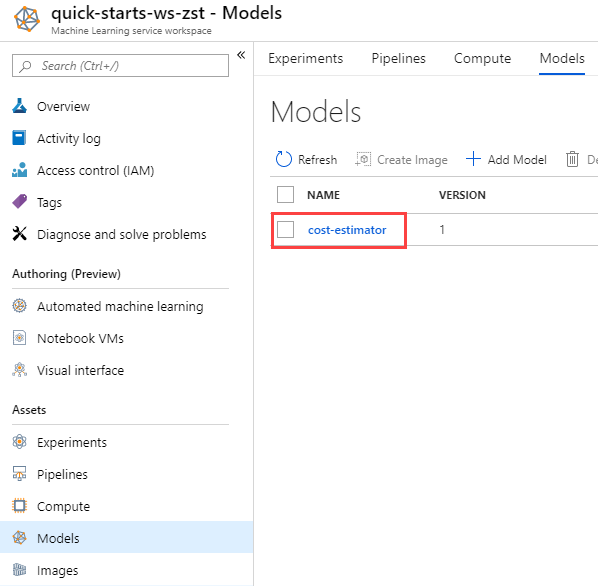 quick-starts-ws-zst - Models
Machine Learning service workspace
Search (Ctrl+/)
«
Overview
Activity log
Access control (IAM)
Tags
Diagnose and solve problems
Authoring (Preview)
Automated machine learning
Notebook VMs
Visual interface
Assets
Experiments
Pipelines
Compute
Models
Images
Experiments Pipelines Compute Models
Models
Refresh Create Image Add Model De
NAME VERSION
cost-estimator 1